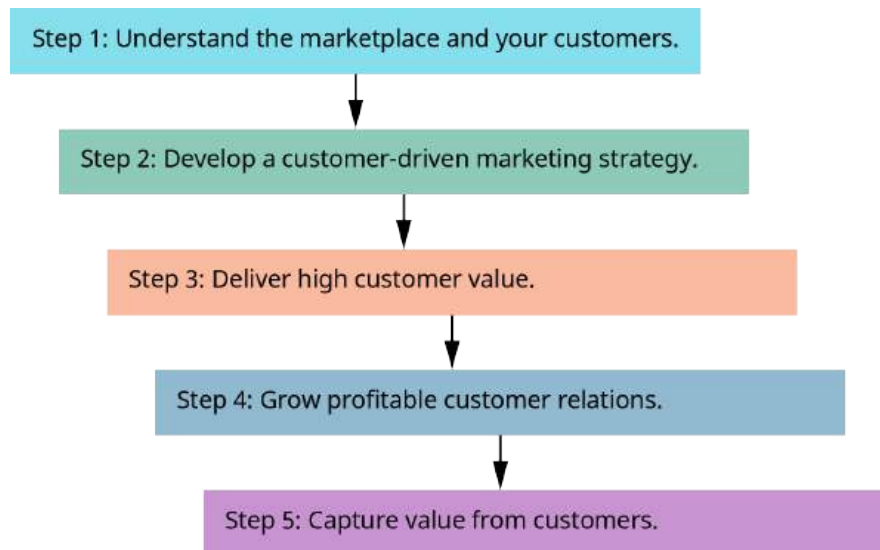 Step 1: Understand the marketplace and your customers.
Step 2: Develop a customer-driven marketing strategy.
Step 3: Deliver high customer value.
Step 4: Grow profitable customer relations.
Step 5: Capture value from customers.